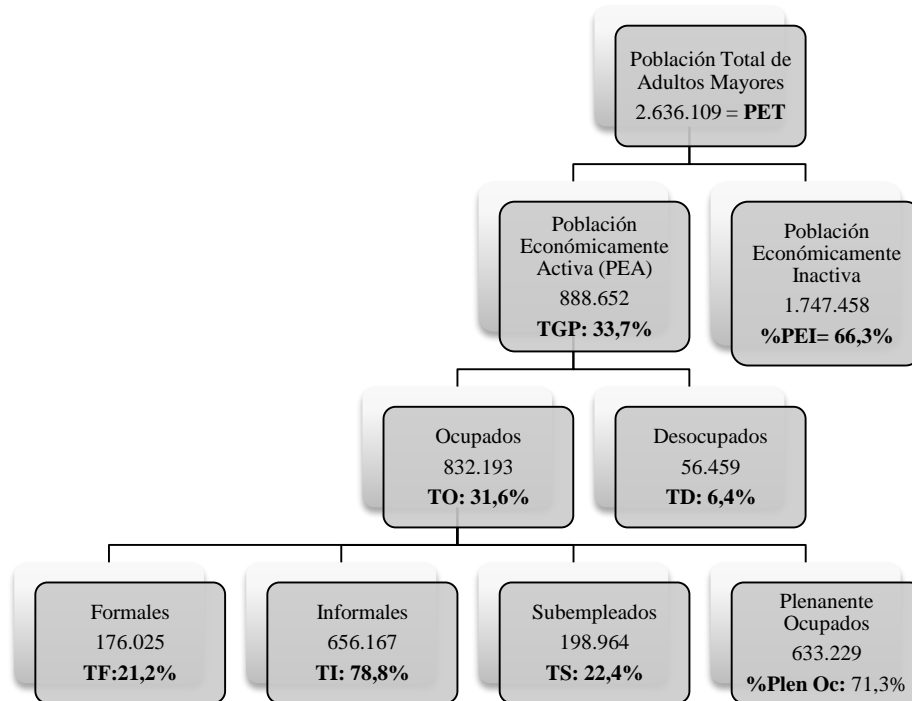 Población Total de
Adultos Mayores
2.636.109 = PET
Población
Económicamente
Activa (PEA)
888.652
TGP: 33,7%
Población
Económicamente
Inactiva
1.747.458
%PEI= 66,3%
Ocupados
832.193
TO: 31,6%
Desocupados
56.459
TD: 6,4%
Formales
176.025
TF:21,2%
Informales
656.167
TI: 78,8%
Subempleados
198.964
TS: 22,4%
Plenanente
Ocupados
633.229
%Plen Oc: 71,3%